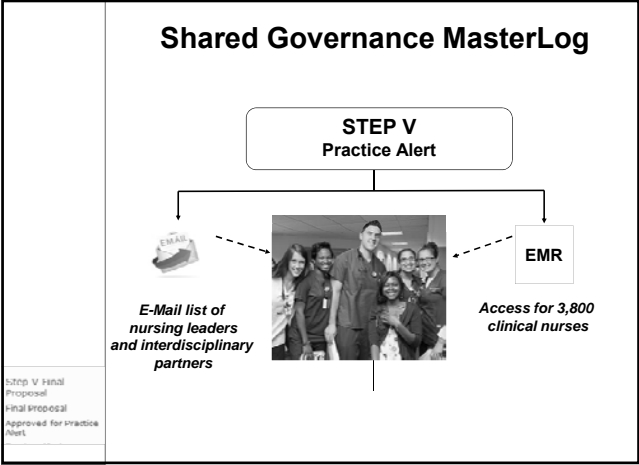 Shared Governance MasterLog
STEP V
Practice Alert
EMAIL
EMR
E-Mail list of
nursing leaders
and interdisciplinary
partners
Access for 3,800
clinical nurses
Step V Final
Proposal
Final Proposal
Approved for Practice
Alert